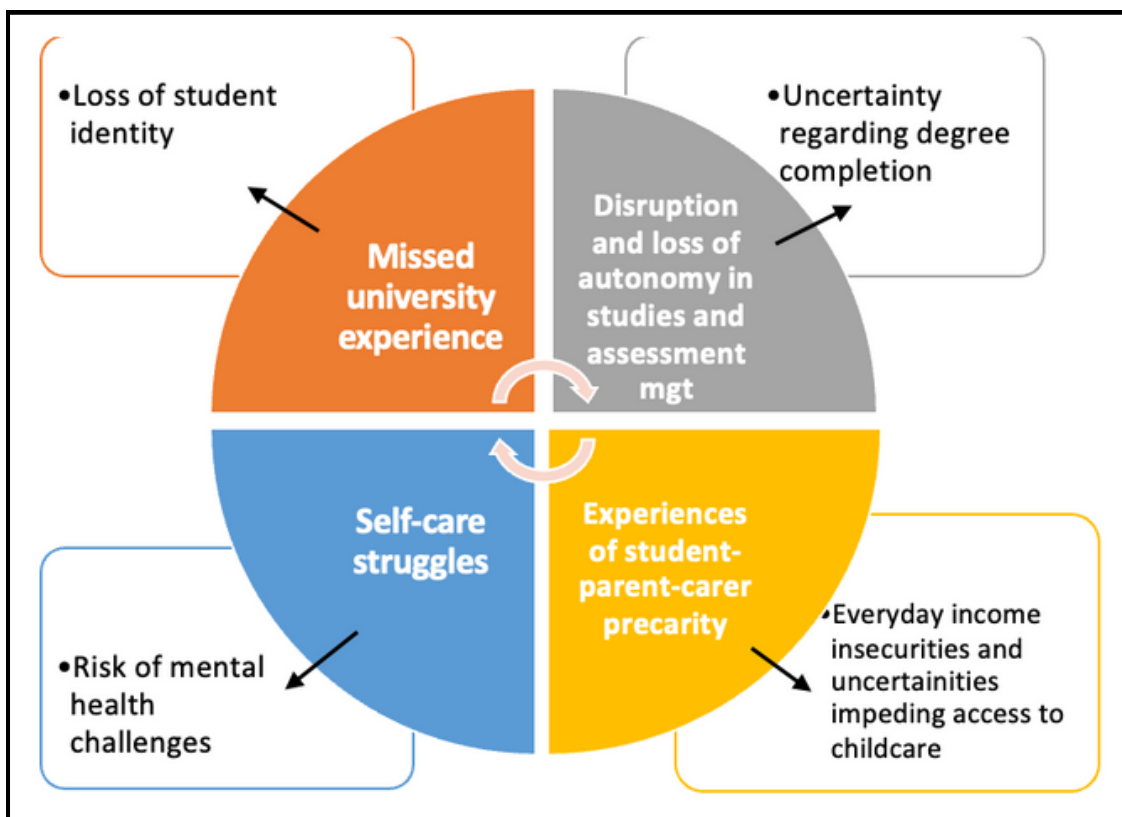 •Loss of student
identity
•Uncertainty
regarding degree
completion
Missed
university
experience
Disruption
and loss of
autonomy in
studies and
assessment
mgt
Self-care
struggles
Experiences
of student-
parent-carer
precarity
•Risk of mental
health
challenges
•Everyday income
insecurities and
uncertainities
impeding access to
childcare